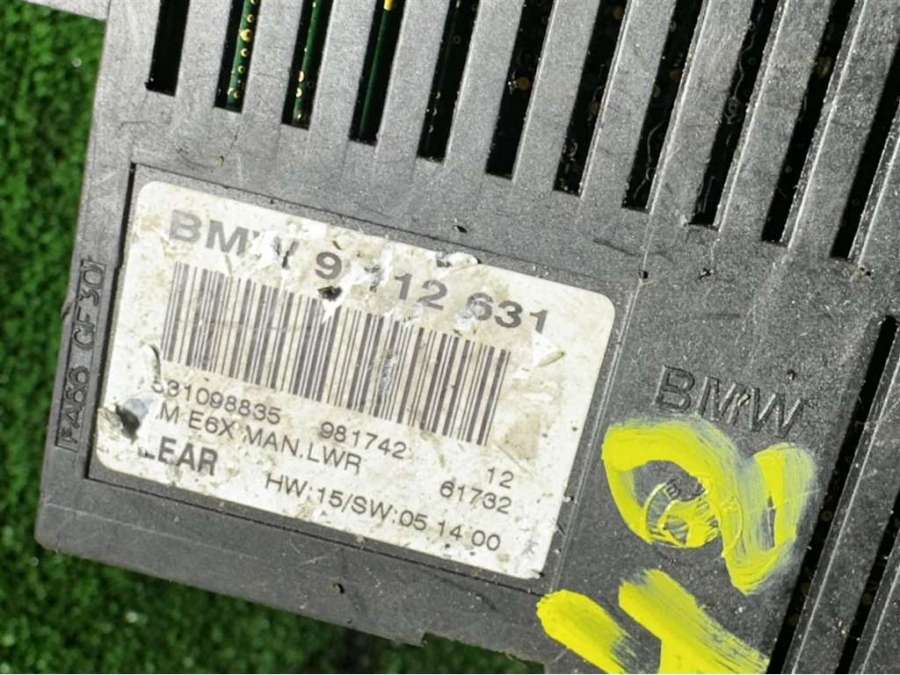 BMW 9 112 631
531098835 981742 12
M E6X MAN.LWR 61732
LEAR HW:15/SW:05.14.00
PA66 GF30
BMW